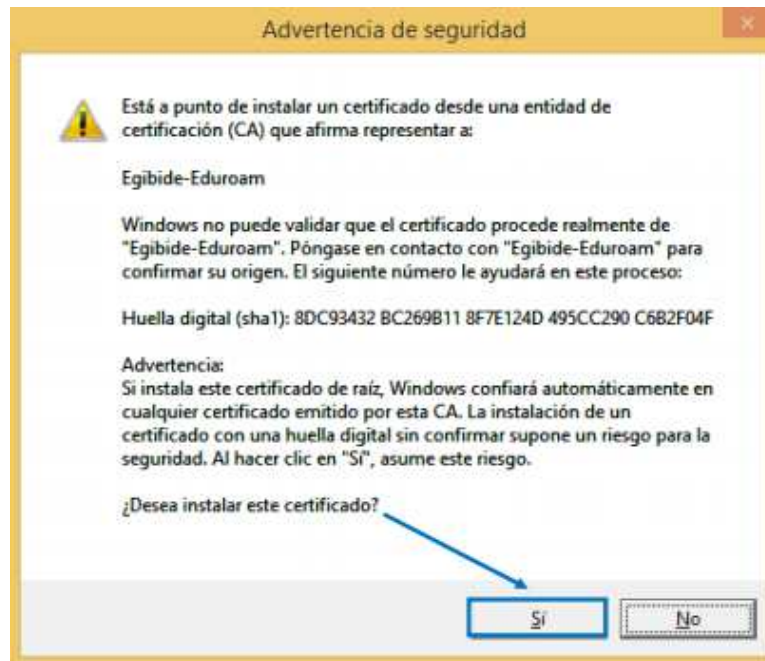 Advertencia de seguridad
Está a punto de instalar un certificado desde una entidad de
certificación (CA) que afirma representar a:
Egibide-Eduroam
Windows no puede validar que el certificado procede realmente de
"Egibide-Eduroam". Póngase en contacto con "Egibide-Eduroam" para
confirmar su origen. El siguiente número le ayudará en este proceso:
Huella digital (sha1): 8DC93432 BC269B11 8F7E124D 495CC290 C6B2F04F
Advertencia:
Si instala este certificado de raíz, Windows confiará automáticamente en
cualquier certificado emitido por esta CA. La instalación de un
certificado con una huella digital sin confirmar supone un riesgo para la
seguridad. Al hacer clic en "Sí", asume este riesgo.
¿Desea instalar este certificado?
Sí No